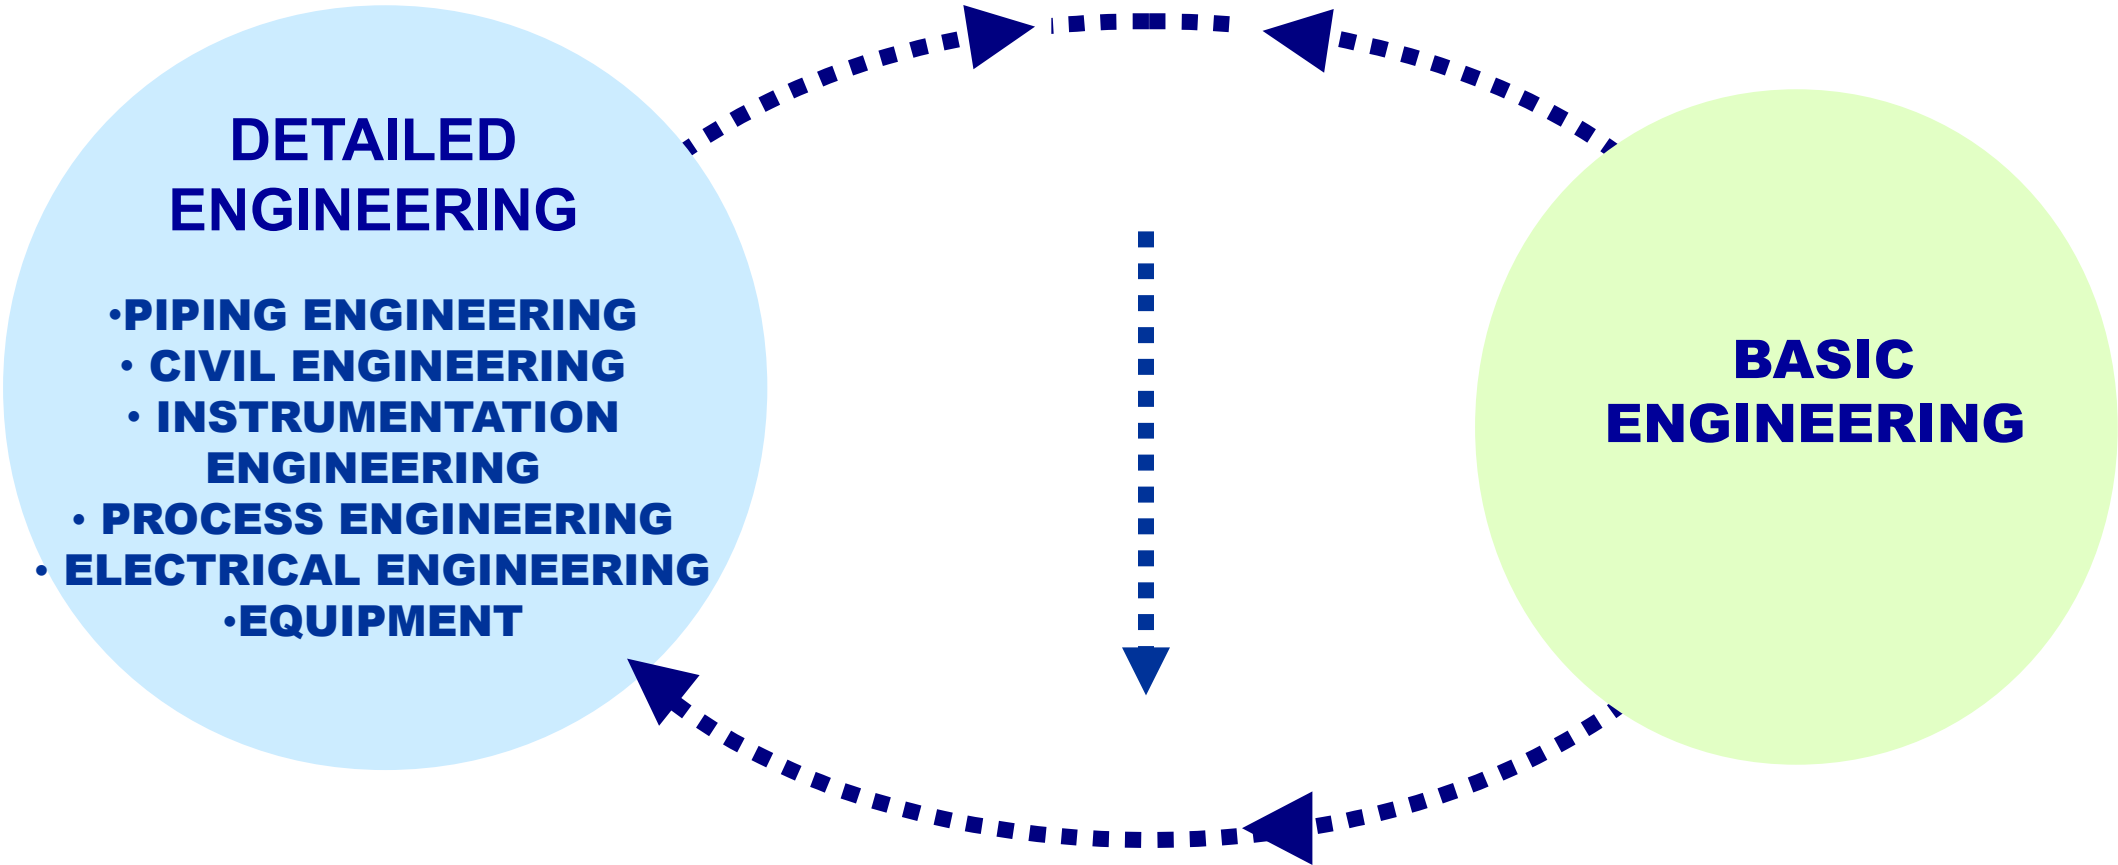 DETAILED
ENGINEERING
•PIPING ENGINEERING
• CIVIL ENGINEERING
• INSTRUMENTATION
ENGINEERING
• PROCESS ENGINEERING
• ELECTRICAL ENGINEERING
•EQUIPMENT
BASIC
ENGINEERING